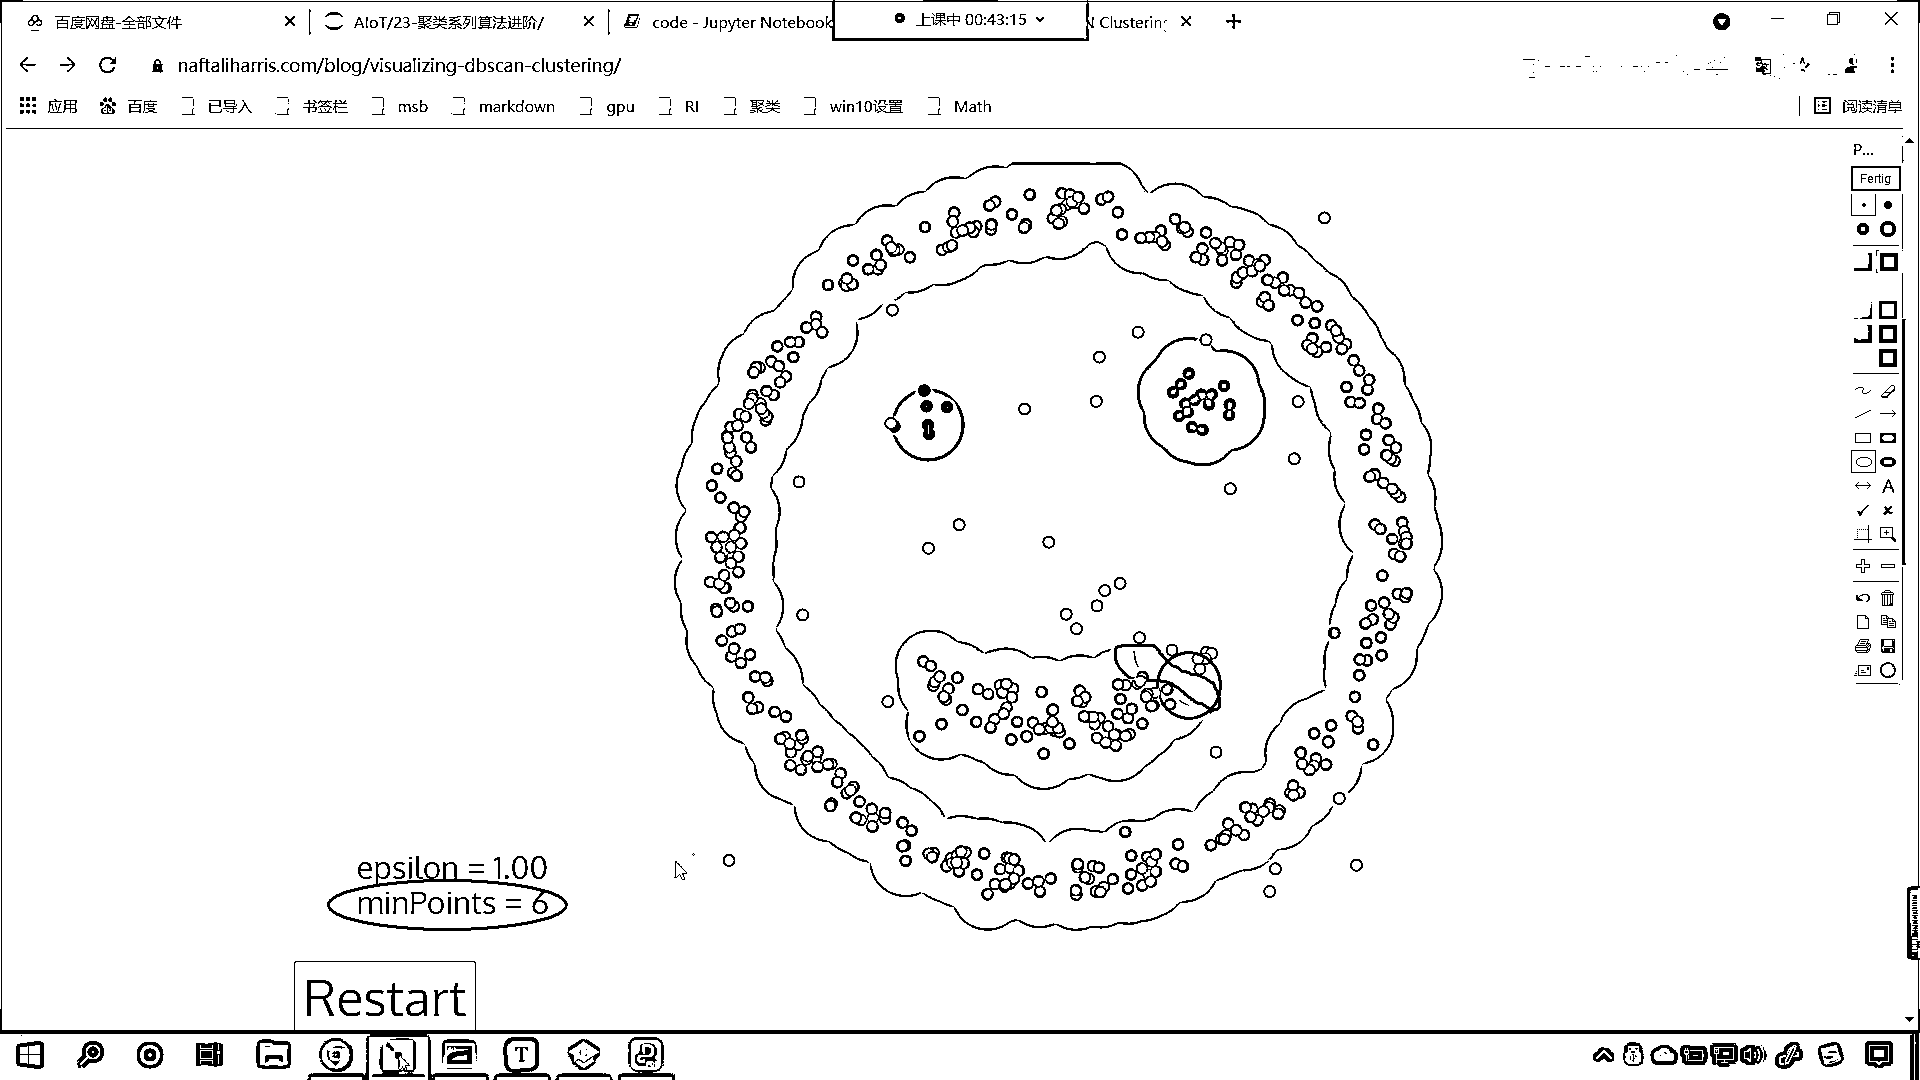 百度网盘-全部文件
AIoT/23-聚类系列算法进阶/
code - Jupyter Notebook
上课中 00:43:15
N Clustering
naftaliharris.com/blog/visualizing-dbscan-clustering/
应用
百度
已导入
书签栏
msb
markdown
gpu
RI
聚类
win10设置
Math
阅读清单
P...
Fertig
A
epsilon = 1.00
minPoints = 6
Restart
T